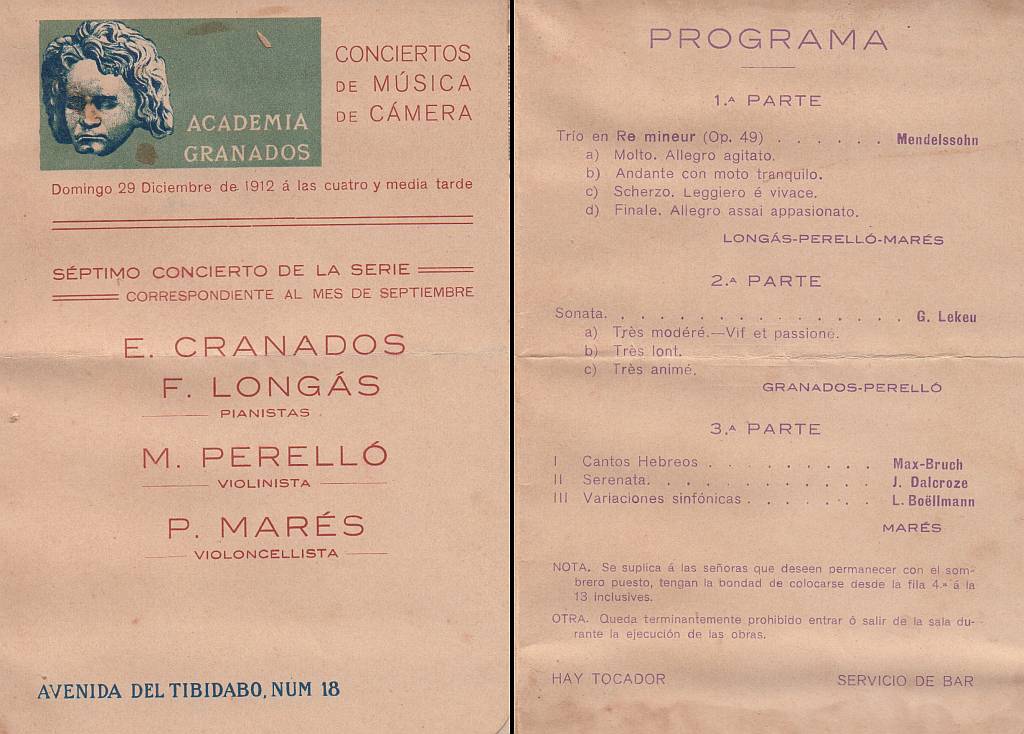 ACADEMIA
GRANADOS
CONCIERTOS
DE MÚSICA
DE CÁMERA
Domingo 29 Diciembre de 1912 á las cuatro y media tarde
SÉPTIMO CONCIERTO DE LA SERIE
CORRESPONDIENTE AL MES DE SEPTIEMBRE
E. CRANADOS
F. LONGÁS
PIANISTAS
M. PERELLÓ
VIOLINISTA
P. MARÉS
VIOLONCELLISTA
AVENIDA DEL TIBIDABO, NUM 18
PROGRAMA
1.ª PARTE
Trio en Re mineur (Op. 49) . . . . . . Mendelssohn
a) Molto. Allegro agitato.
b) Andante con moto tranquilo.
c) Scherzo. Leggiero é vivace.
d) Finale. Allegro assai appasionato.
LONGÁS-PERELLÓ-MARÉS
2.ª PARTE
Sonata. . . . . . . . . . . . . . . . G. Lekeu
a) Très modéré.—Vif et passioné.
b) Très lont.
c) Très animé.
GRANADOS-PERELLÓ
3.ª PARTE
I Cantos Hebreos . . . . . . . . . Max-Bruch
II Serenata. . . . . . . . . . . . J. Dalcroze
III Variaciones sinfónicas . . . . . . . L. Boëllmann
MARÉS
NOTA. Se suplica á las señoras que deseen permanecer con el som-
brero puesto, tengan la bondad de colocarse desde la fila 4.ª á la
13 inclusives.
OTRA. Queda terminantemente prohibido entrar ó salir de la sala du-
rante la ejecución de las obras.
HAY TOCADOR SERVICIO DE BAR